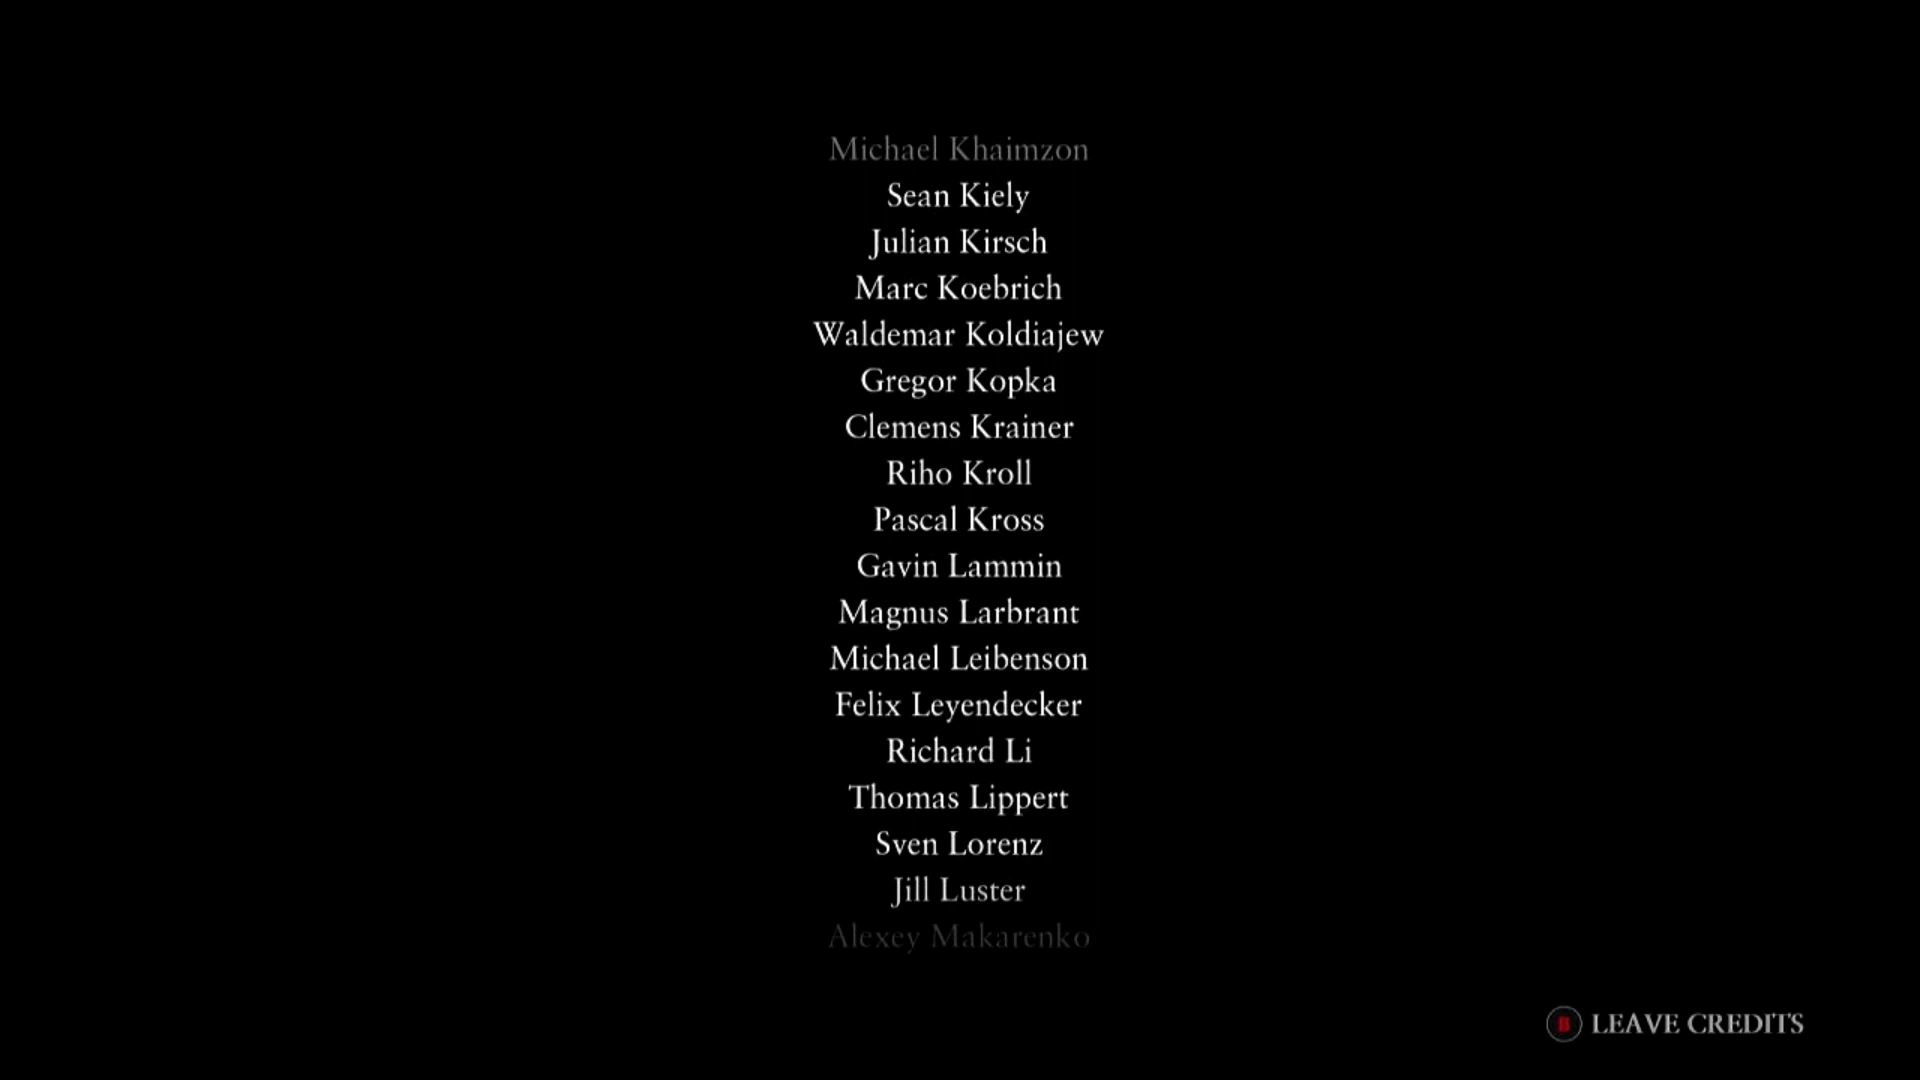 Michael Khaimzon
Sean Kiely
Julian Kirsch
Marc Koebrich
Waldemar Koldiajew
Gregor Kopka
Clemens Krainer
Riho Kroll
Pascal Kross
Gavin Lammin
Magnus Larbrant
Michael Leibenson
Felix Leyendecker
Richard Li
Thomas Lippert
Sven Lorenz
Jill Luster
Alexey Makarenko
B LEAVE CREDITS